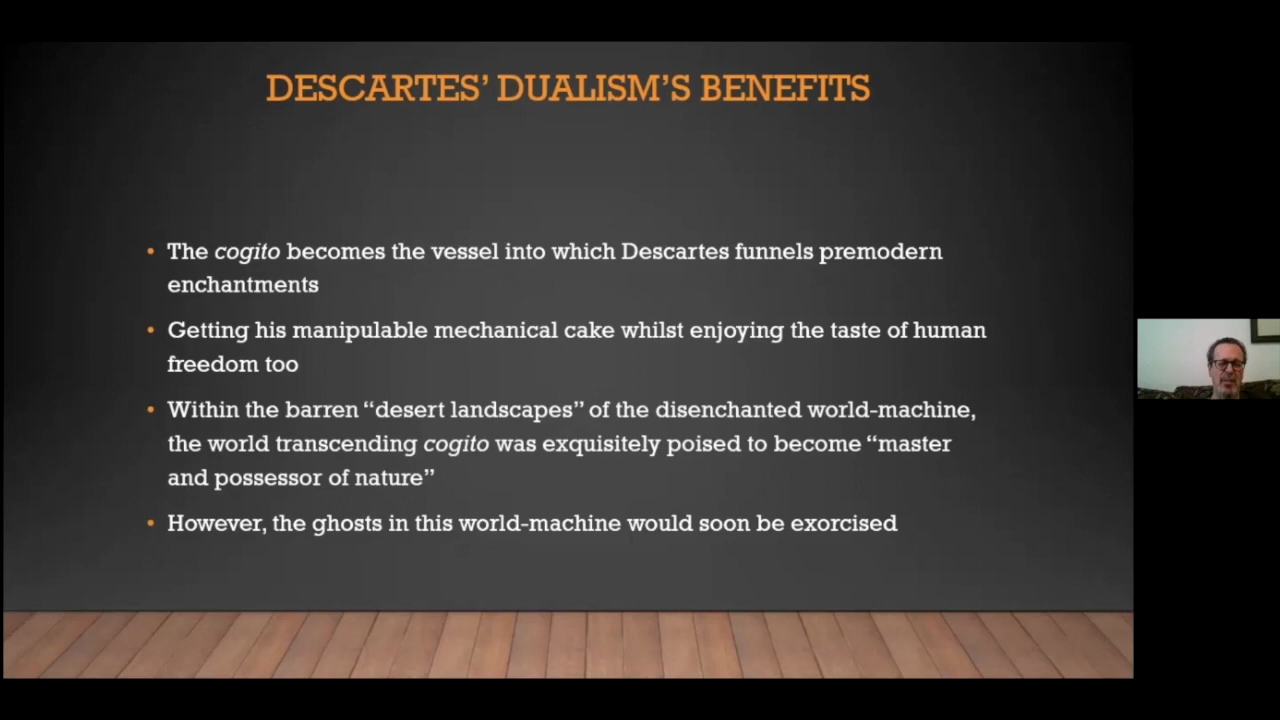 DESCARTES’ DUALISM’S BENEFITS
• The cogito becomes the vessel into which Descartes funnels premodern
enchantments
• Getting his manipulable mechanical cake whilst enjoying the taste of human
freedom too
• Within the barren “desert landscapes” of the disenchanted world-machine,
the world transcending cogito was exquisitely poised to become “master
and possessor of nature”
• However, the ghosts in this world-machine would soon be exorcised